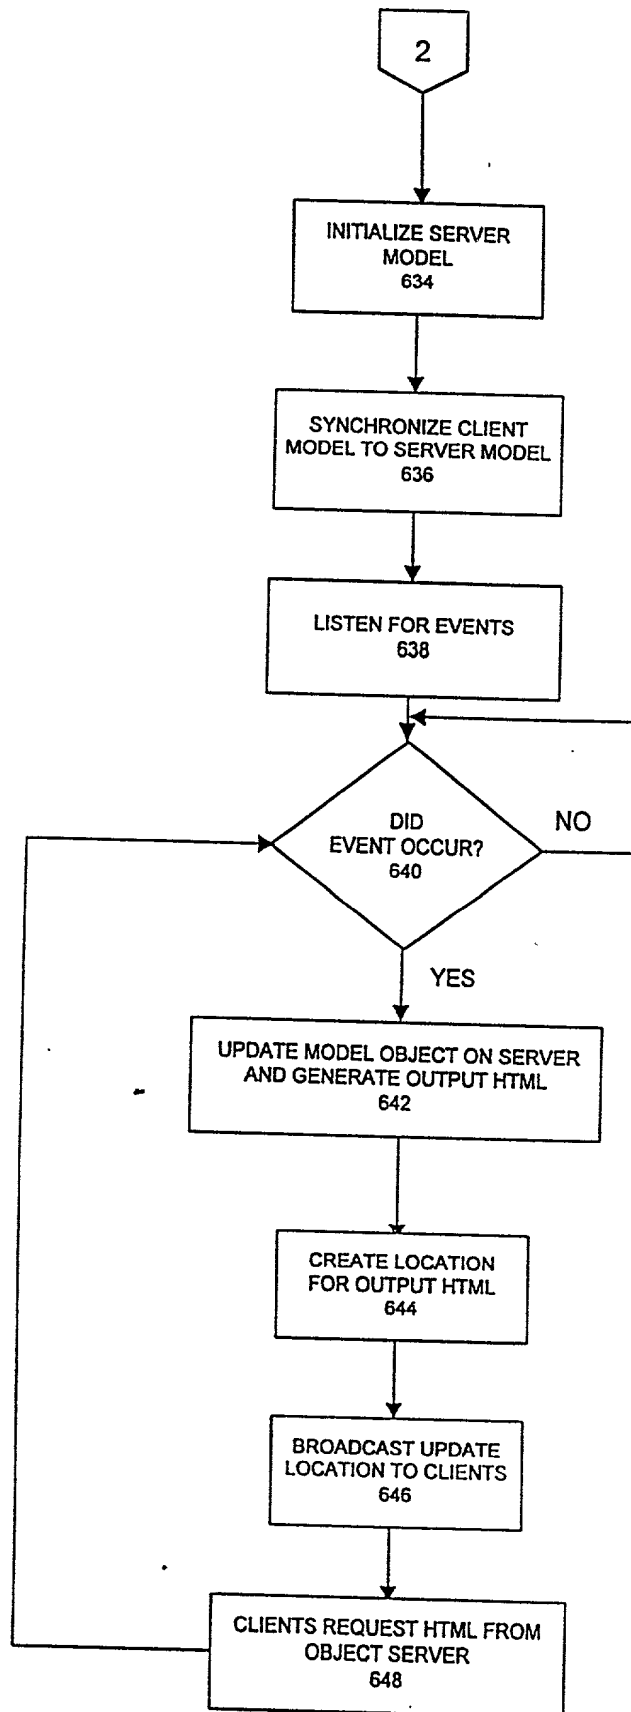 2
INITIALIZE SERVER
MODEL
634
SYNCHRONIZE CLIENT
MODEL TO SERVER MODEL
636
LISTEN FOR EVENTS
638
DID
EVENT OCCUR?
640
NO
YES
UPDATE MODEL OBJECT ON SERVER
AND GENERATE OUTPUT HTML
642
CREATE LOCATION
FOR OUTPUT HTML
644
BROADCAST UPDATE
LOCATION TO CLIENTS
646
CLIENTS REQUEST HTML FROM
OBJECT SERVER
648